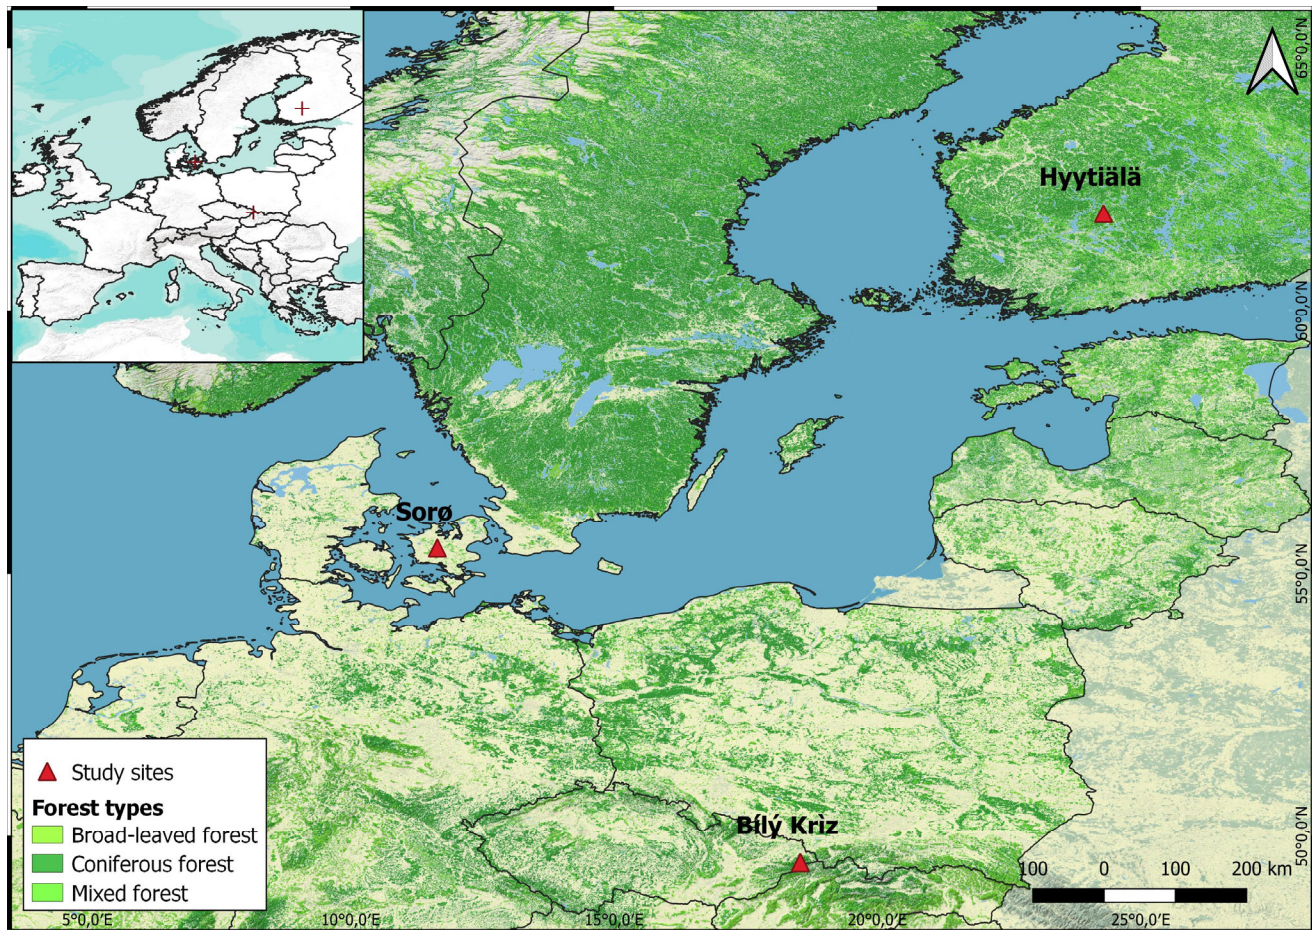 65°0,0'N
Hyytiälä
60°0,0'N
Sorø
55°0,0'N
Study sites
Forest types
Broad-leaved forest
Coniferous forest
Mixed forest
Bílý Krìz
50°0,0'N
100 0 100 200 km
5°0,0'E 10°0,0'E 15°0,0'E 20°0,0'E 25°0,0'E